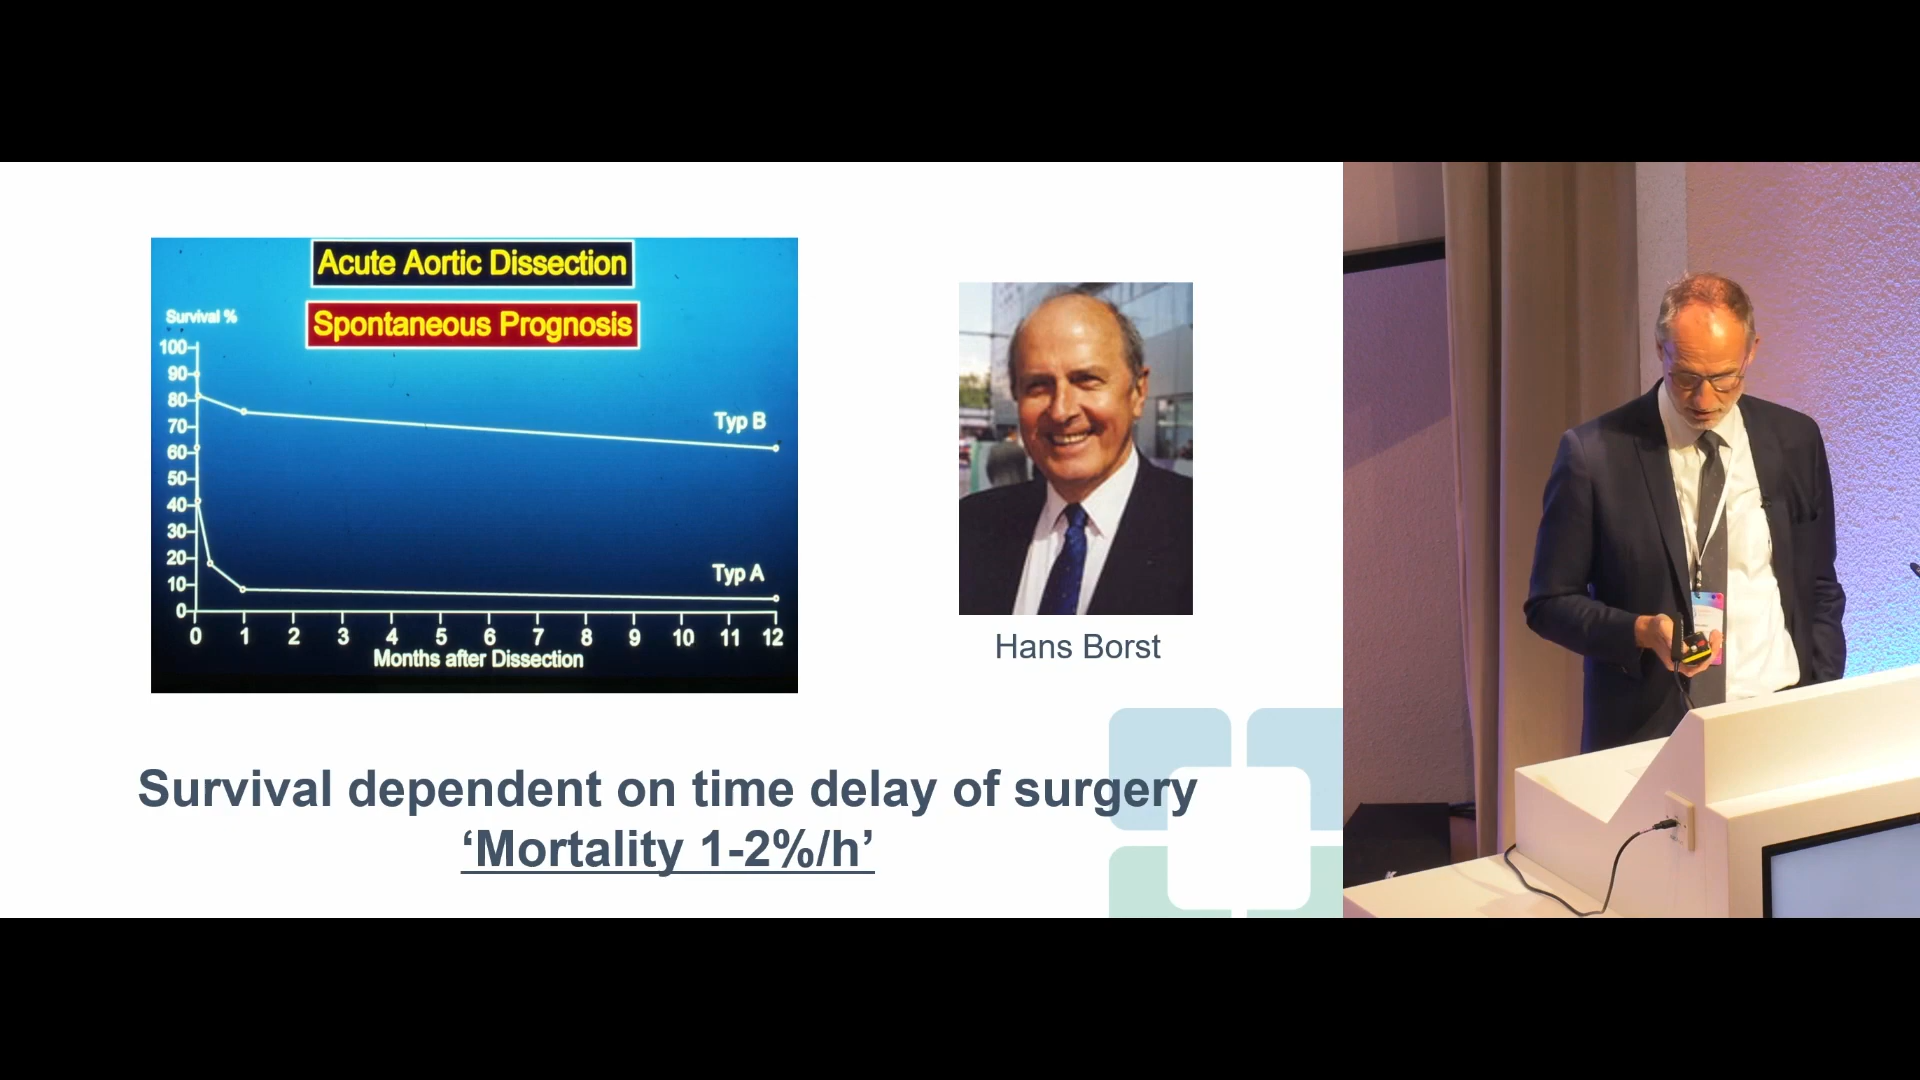 Acute Aortic Dissection
Spontaneous Prognosis
Survival %
100
90
80
70
60
50
40
30
20
10
0
Typ B
Typ A
0 1 2 3 4 5 6 7 8 9 10 11 12
Months after Dissection
Hans Borst
Survival dependent on time delay of surgery
‘Mortality 1-2%/h’